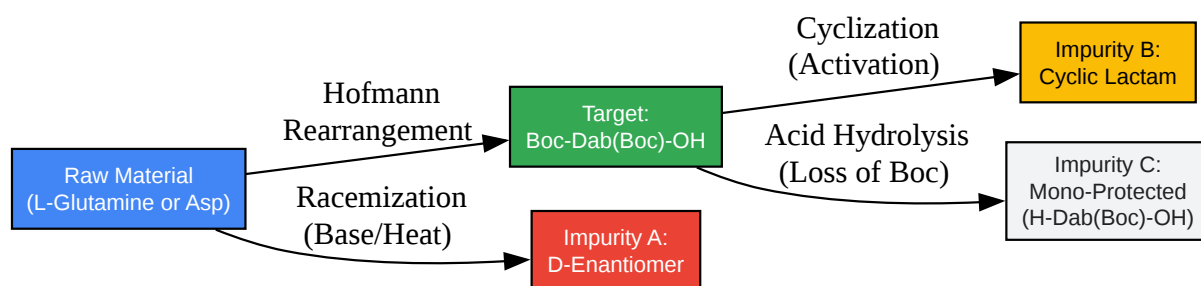 Raw Material
(L-Glutamine or Asp)
Hofmann
Rearrangement
Racemization
(Base/Heat)
Target:
Boc-Dab(Boc)-OH
Impurity A:
D-Enantiomer
Cyclization
(Activation)
Acid Hydrolysis
(Loss of Boc)
Impurity B:
Cyclic Lactam
Impurity C:
Mono-Protected
(H-Dab(Boc)-OH)